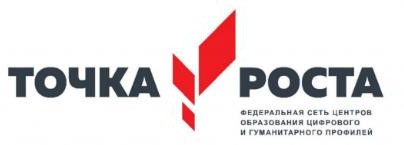 ТОЧКА РОСТА
ФЕДЕРАЛЬНАЯ СЕТЬ ЦЕНТРОВ
ОБРАЗОВАНИЯ ЦИФРОВОГО
И ГУМАНИТАРНОГО ПРОФИЛЕЙ